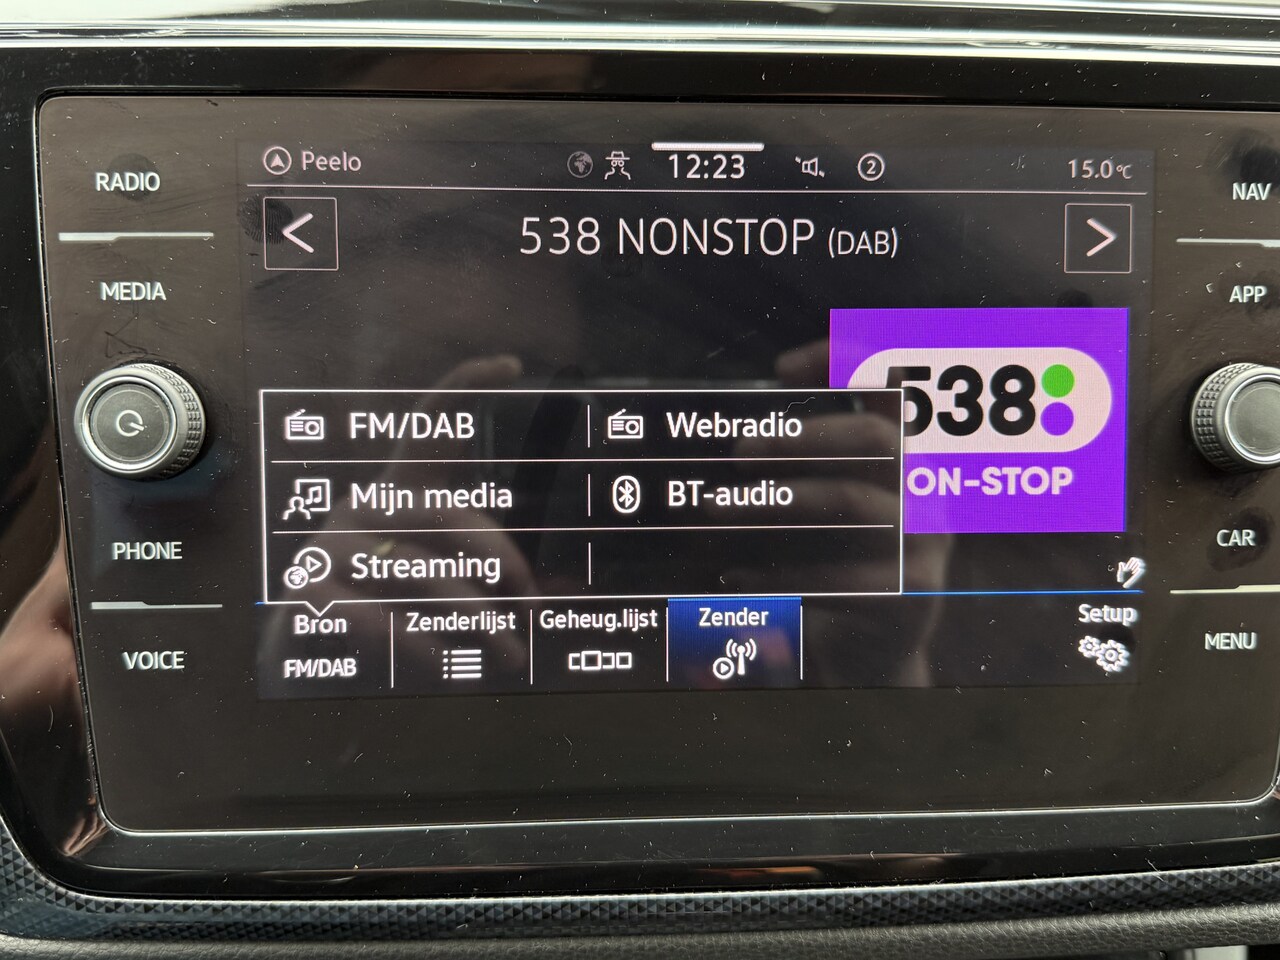 RADIO
MEDIA
PHONE
VOICE
NAV
APP
CAR
MENU
Peelo
12:23
2
15.0°C
538 NONSTOP (DAB)
538
ON-STOP
FM/DAB
Webradio
Mijn media
BT-audio
Streaming
Bron
FM/DAB
Zenderlijst
Geheug.lijst
Zender
Setup